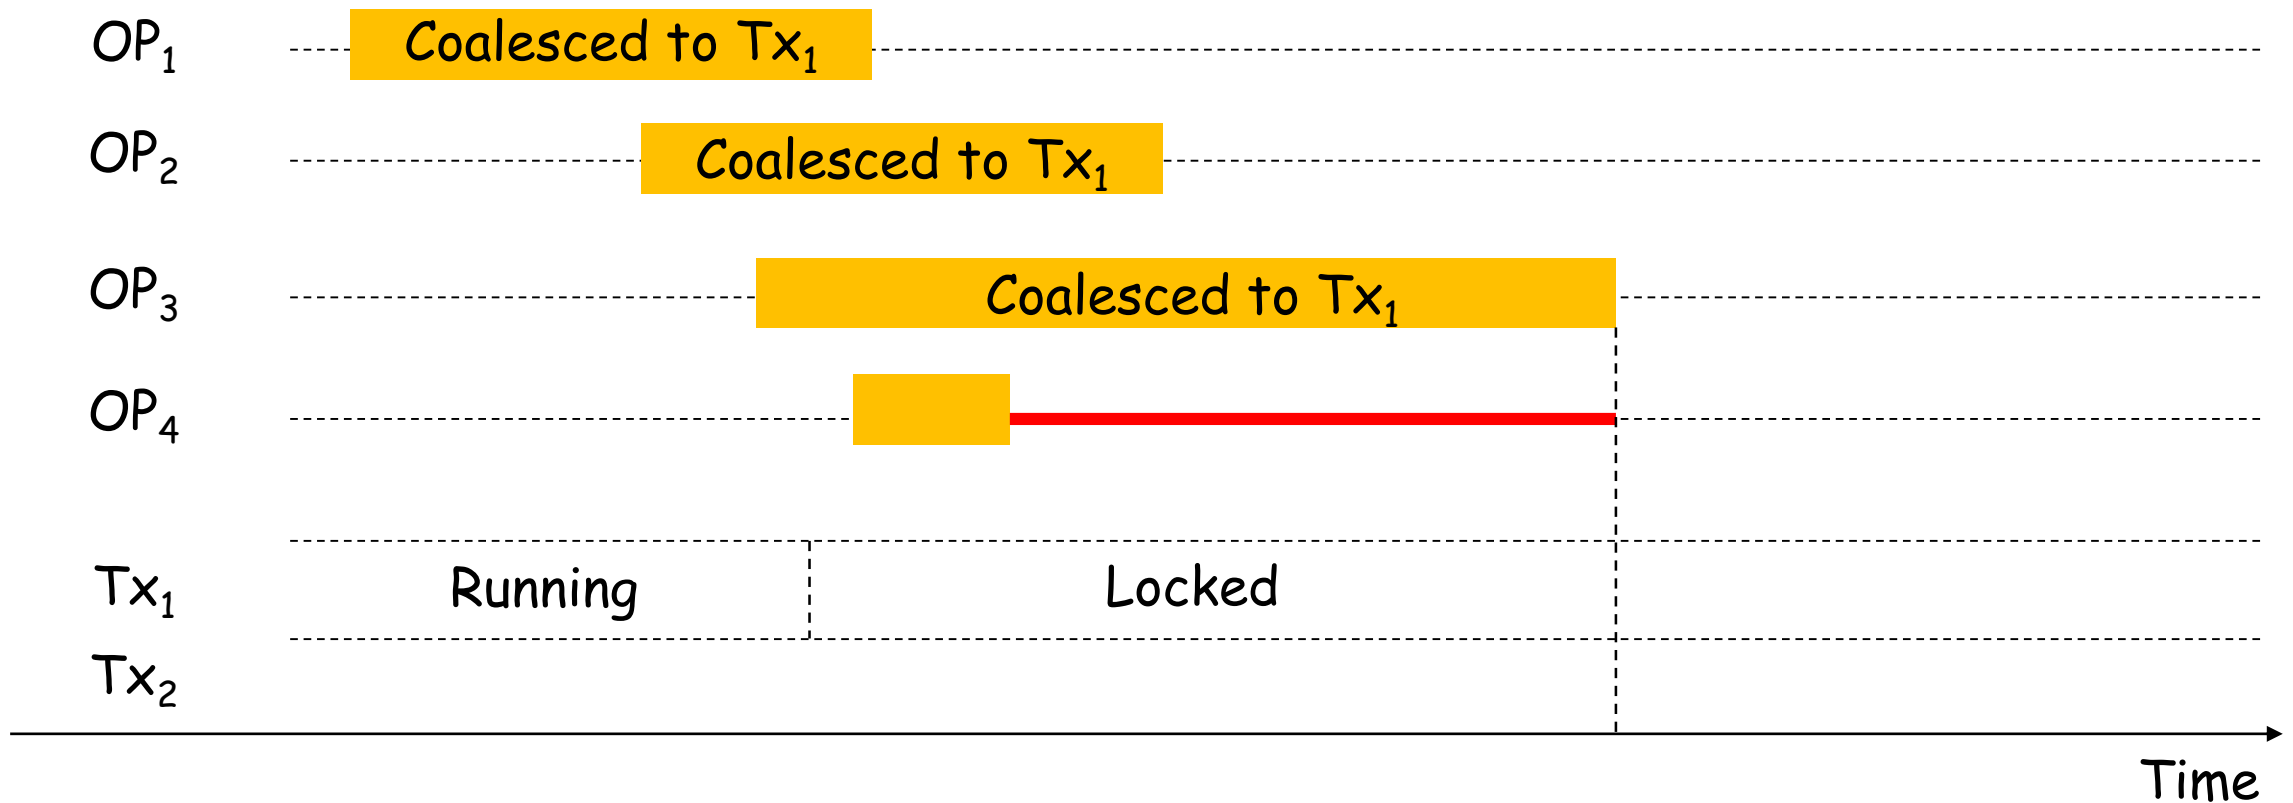 OP₁ Coalesced to Tx₁
OP₂ Coalesced to Tx₁
OP₃ Coalesced to Tx₁
OP₄
Tx₁ Running Locked
Tx₂
Time